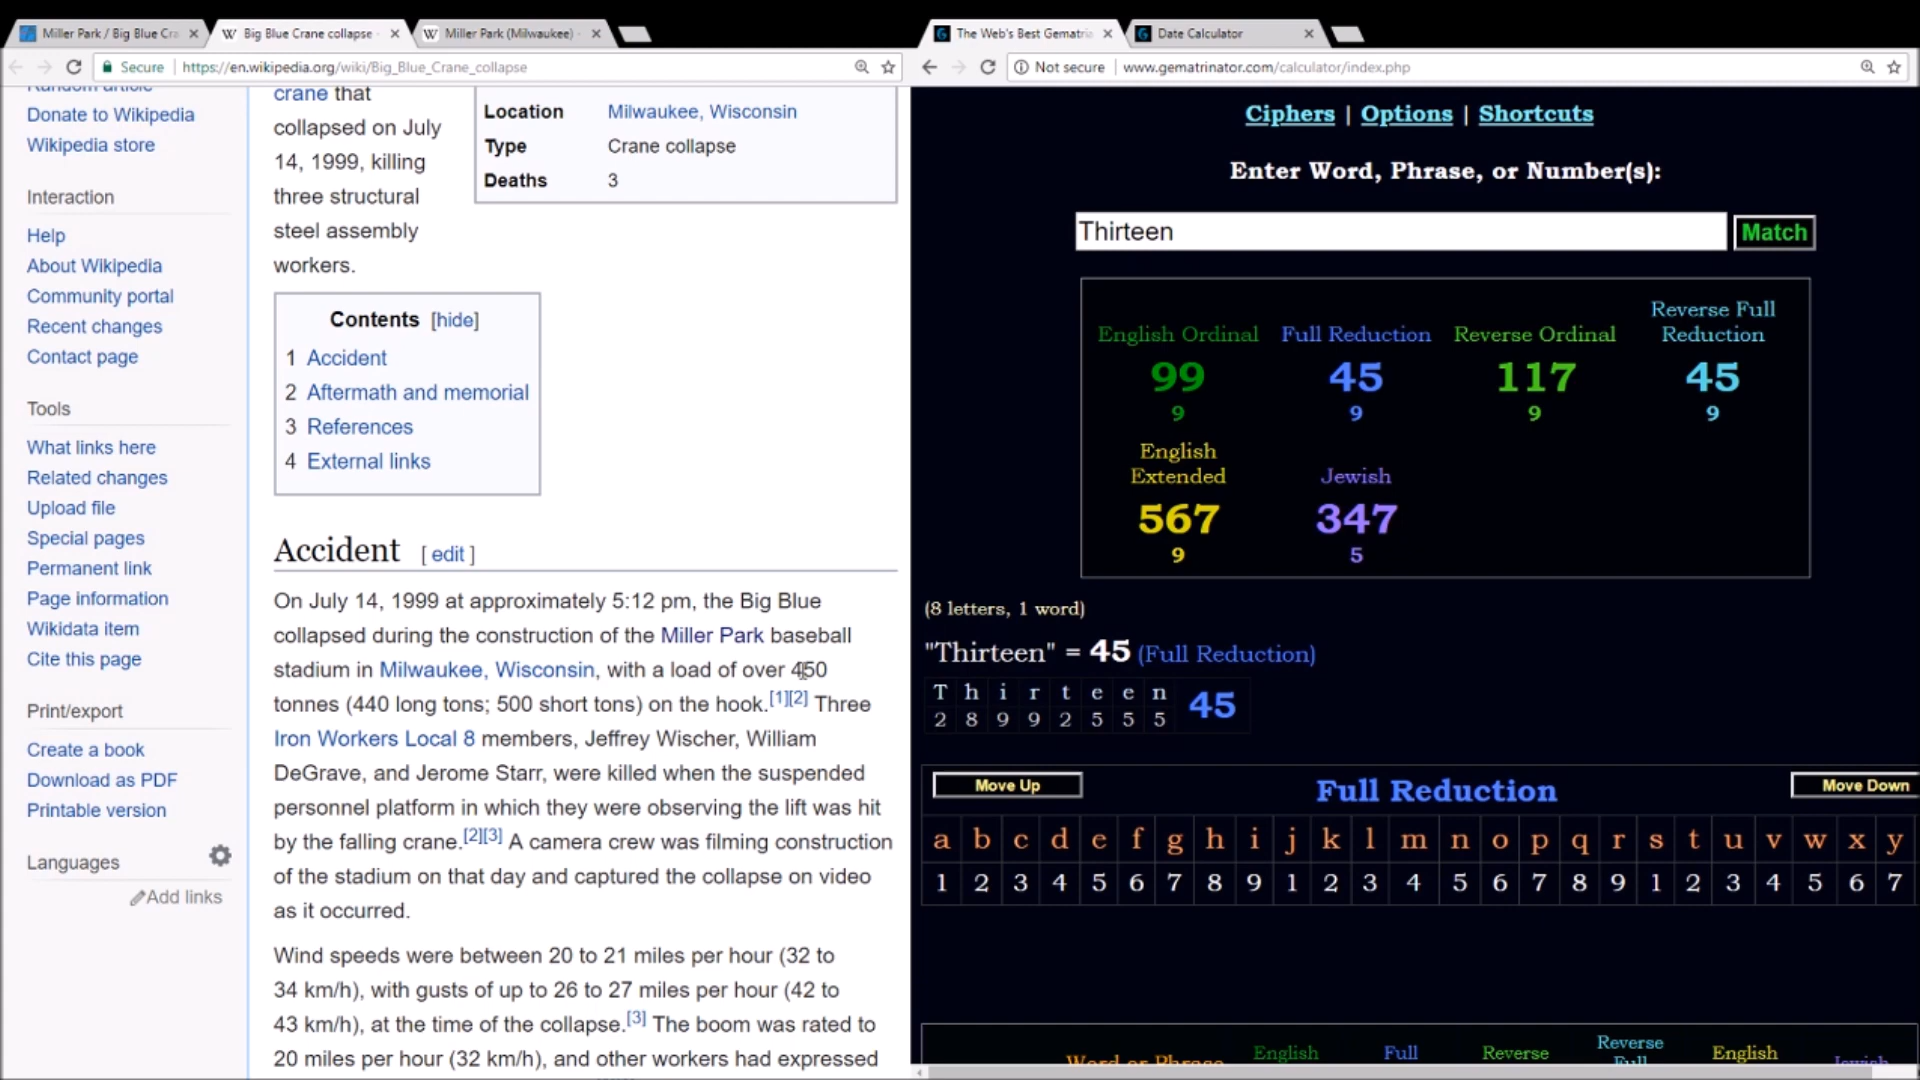 Miller Park / Big Blue Cra
Big Blue Crane collapse -
Miller Park (Milwaukee) -
Secure
https://en.wikipedia.org/wiki/Big_Blue_Crane_collapse
Random article
Donate to Wikipedia
Wikipedia store
Interaction
Help
About Wikipedia
Community portal
Recent changes
Contact page
Tools
What links here
Related changes
Upload file
Special pages
Permanent link
Page information
Wikidata item
Cite this page
Print/export
Create a book
Download as PDF
Printable version
Languages
Add links
crane that
collapsed on July
14, 1999, killing
three structural
steel assembly
workers.
Location Milwaukee, Wisconsin
Type Crane collapse
Deaths 3
Contents [hide]
1 Accident
2 Aftermath and memorial
3 References
4 External links
Accident [ edit ]
On July 14, 1999 at approximately 5:12 pm, the Big Blue
collapsed during the construction of the Miller Park baseball
stadium in Milwaukee, Wisconsin, with a load of over 450
tonnes (440 long tons; 500 short tons) on the hook.[1][2] Three
Iron Workers Local 8 members, Jeffrey Wischer, William
DeGrave, and Jerome Starr, were killed when the suspended
personnel platform in which they were observing the lift was hit
by the falling crane.[2][3] A camera crew was filming construction
of the stadium on that day and captured the collapse on video
as it occurred.
Wind speeds were between 20 to 21 miles per hour (32 to
34 km/h), with gusts of up to 26 to 27 miles per hour (42 to
43 km/h), at the time of the collapse.[3] The boom was rated to
20 miles per hour (32 km/h), and other workers had expressed
The Web's Best Gematria
Date Calculator
Not secure
www.gematrinator.com/calculator/index.php
Ciphers | Options | Shortcuts
Enter Word, Phrase, or Number(s):
Thirteen Match
English Ordinal Full Reduction Reverse Ordinal Reverse Full Reduction
99 45 117 45
9 9 9 9
English Extended Jewish
567 347
9 5
(8 letters, 1 word)
"Thirteen" = 45 (Full Reduction)
T h i r t e e n 45
2 8 9 9 2 5 5 5
Move Up Full Reduction Move Down
a b c d e f g h i j k l m n o p q r s t u v w x y
1 2 3 4 5 6 7 8 9 1 2 3 4 5 6 7 8 9 1 2 3 4 5 6 7
Word or Phrase English Full Reverse Reverse Full English Jewish